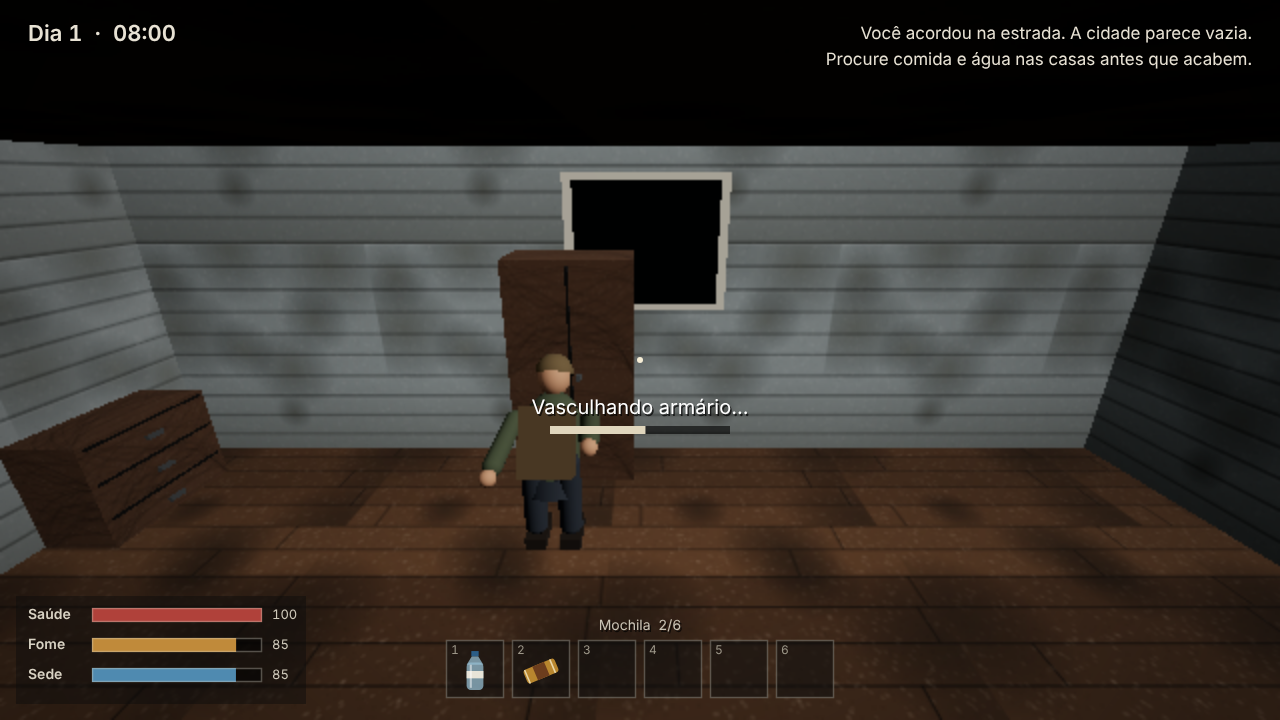 Dia 1 · 08:00
Você acordou na estrada. A cidade parece vazia.
Procure comida e água nas casas antes que acabem.
Vasculhando armário...
Saúde 100
Fome 85
Sede 85
Mochila 2/6
1 2 3 4 5 6